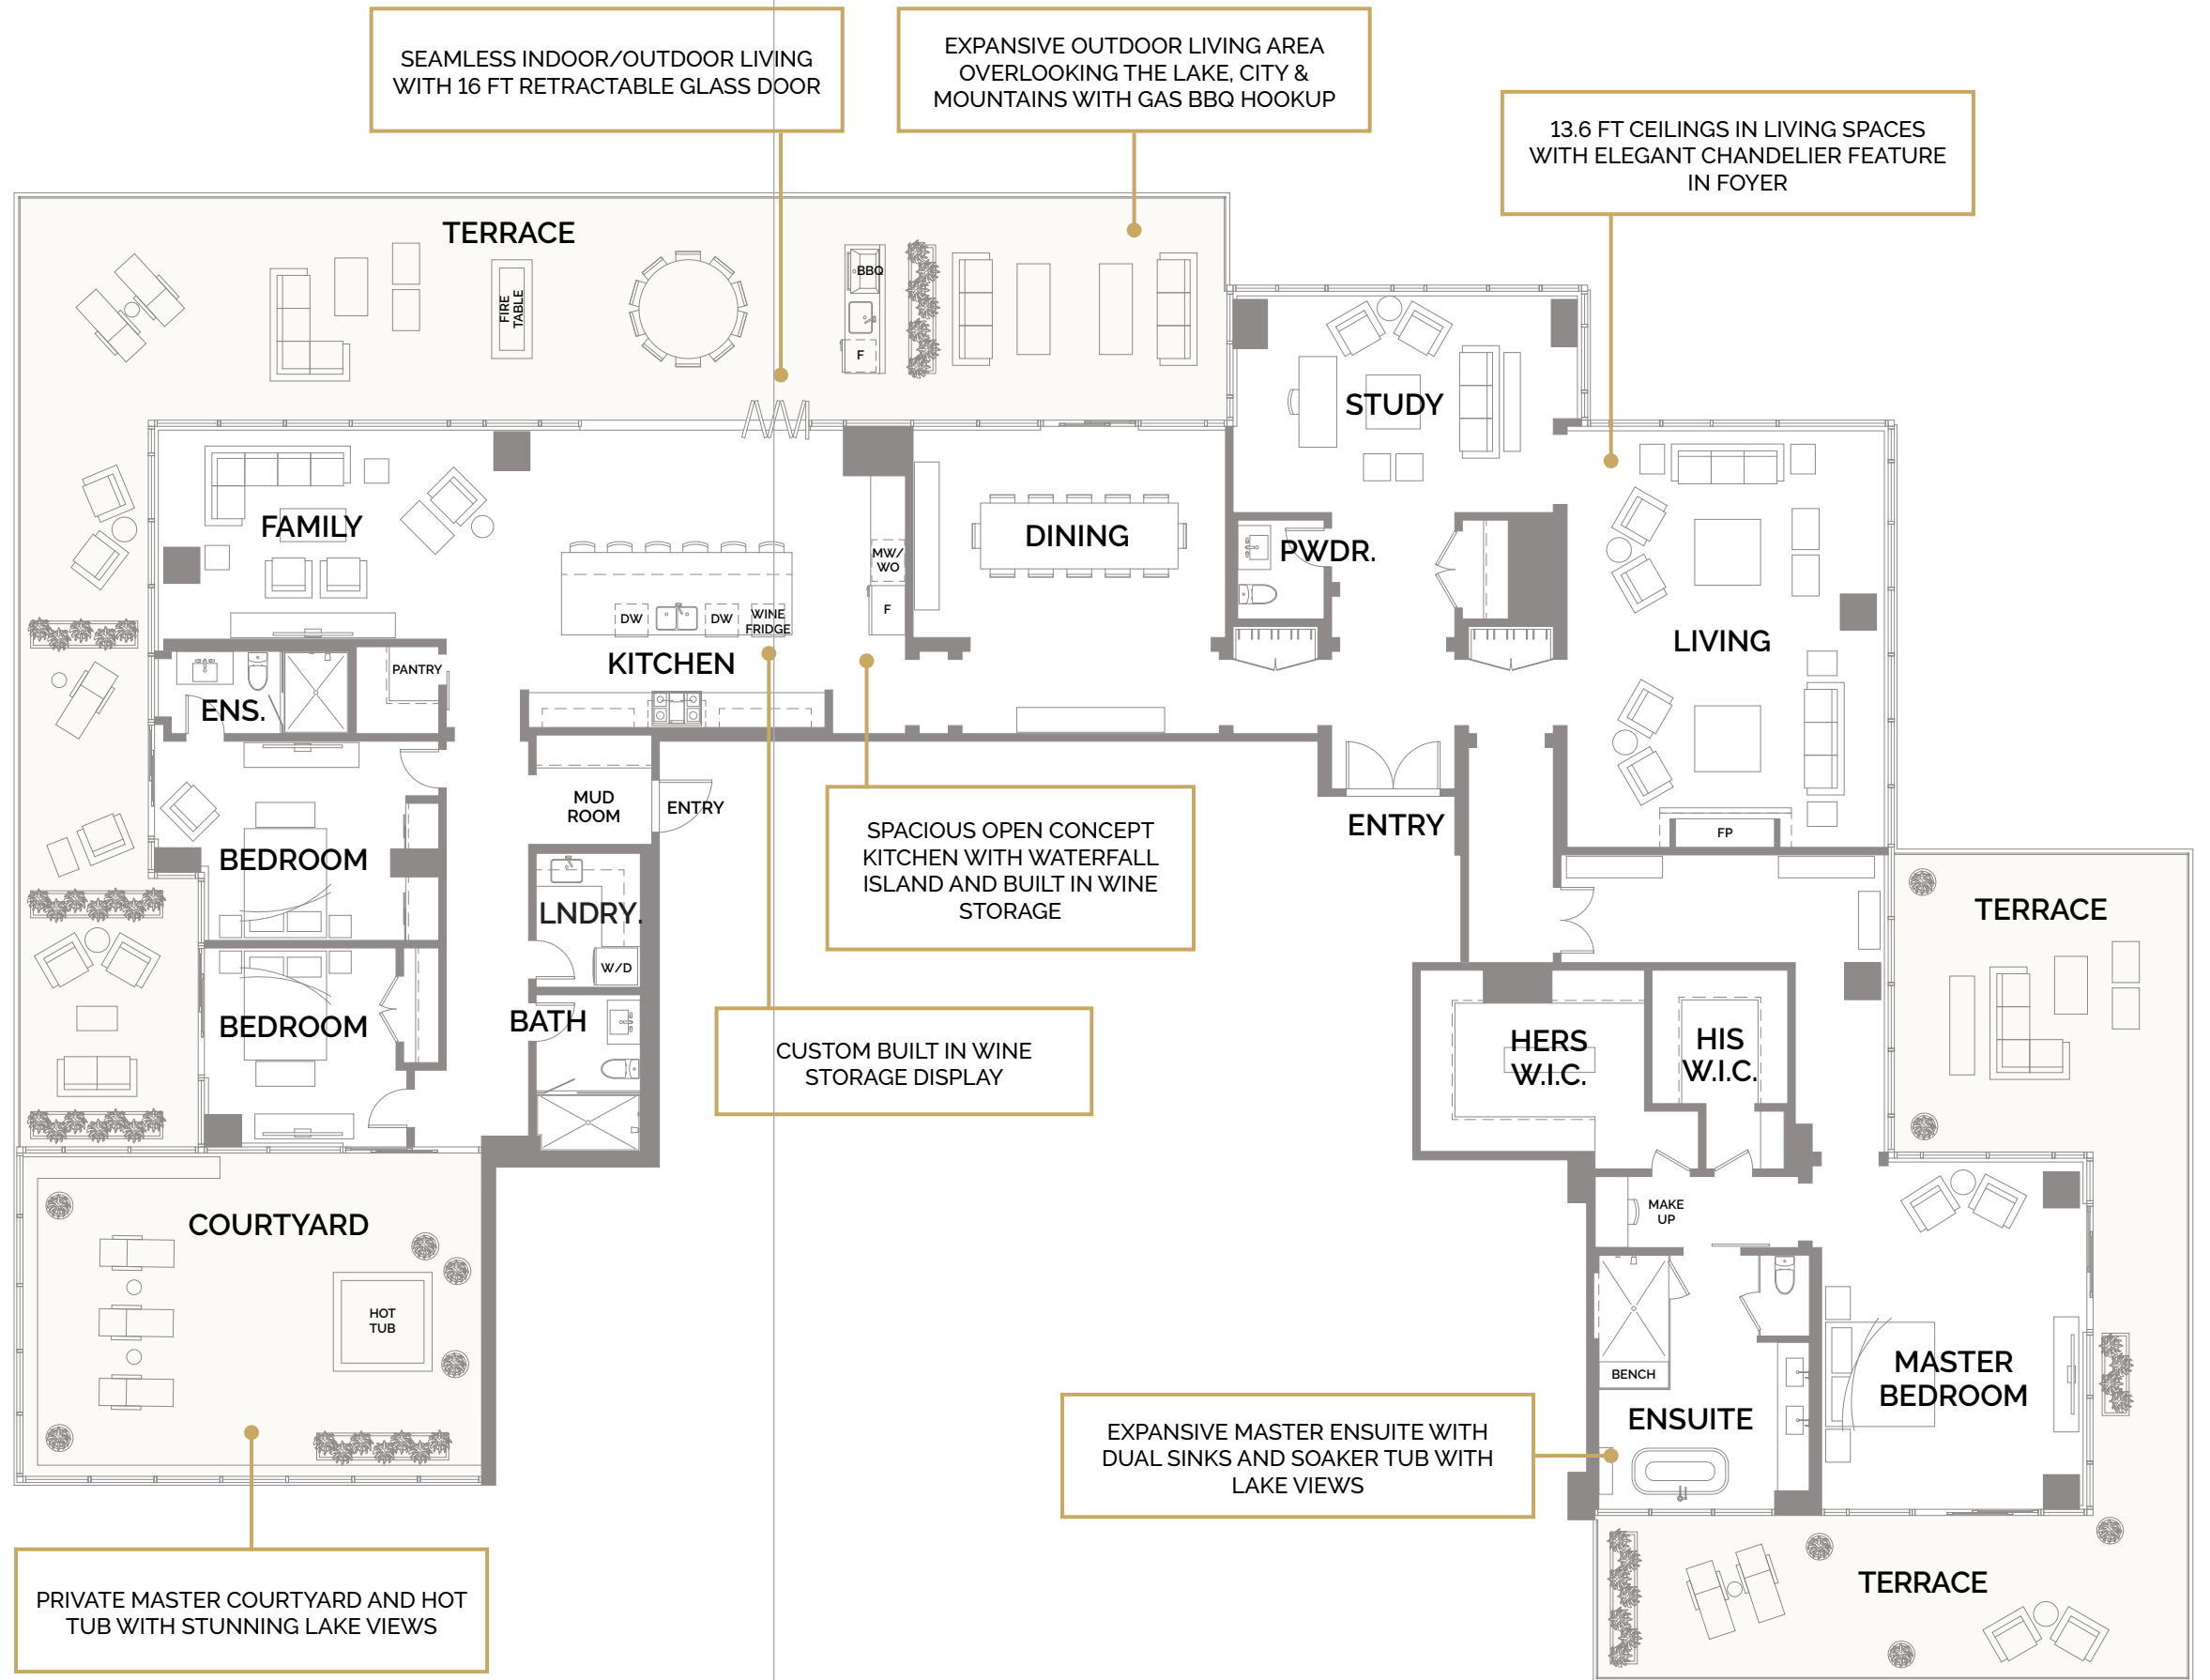 SEAMLESS INDOOR/OUTDOOR LIVING
WITH 16 FT RETRACTABLE GLASS DOOR
EXPANSIVE OUTDOOR LIVING AREA
OVERLOOKING THE LAKE, CITY &
MOUNTAINS WITH GAS BBQ HOOKUP
13.6 FT CEILINGS IN LIVING SPACES
WITH ELEGANT CHANDELIER FEATURE
IN FOYER
TERRACE
FIRE
TABLE
BBQ
F
STUDY
FAMILY
DINING
PWDR.
MW/
WO
F
DW
DW
WINE
FRIDGE
KITCHEN
LIVING
PANTRY
ENS.
MUD
ROOM
ENTRY
ENTRY
FP
BEDROOM
SPACIOUS OPEN CONCEPT
KITCHEN WITH WATERFALL
ISLAND AND BUILT IN WINE
STORAGE
LNDRY.
W/D
TERRACE
BEDROOM
BATH
CUSTOM BUILT IN WINE
STORAGE DISPLAY
HERS
W.I.C.
HIS
W.I.C.
MAKE
UP
COURTYARD
HOT
TUB
BENCH
MASTER
BEDROOM
ENSUITE
EXPANSIVE MASTER ENSUITE WITH
DUAL SINKS AND SOAKER TUB WITH
LAKE VIEWS
TERRACE
PRIVATE MASTER COURTYARD AND HOT
TUB WITH STUNNING LAKE VIEWS